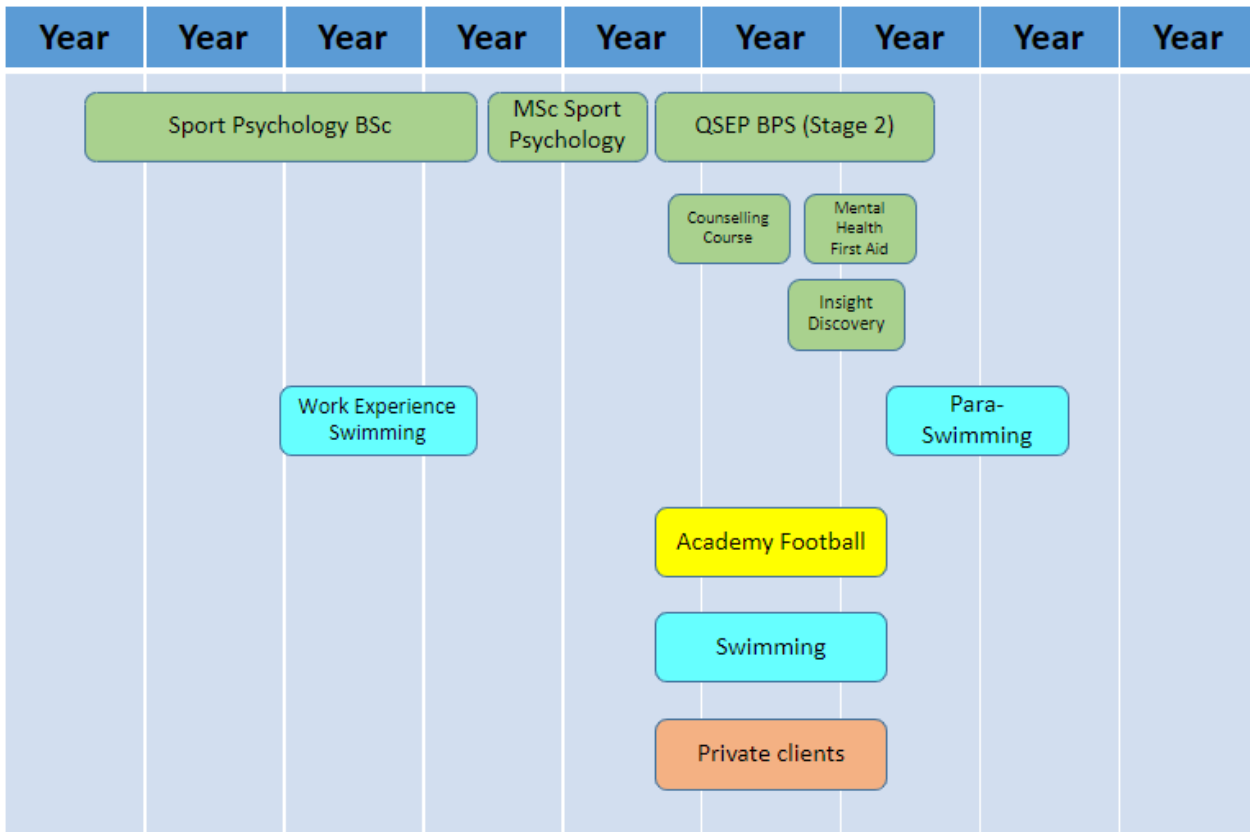 Year Year Year Year Year Year Year Year Year
Sport Psychology BSc
MSc Sport
Psychology
QSEP BPS (Stage 2)
Counselling
Course
Mental
Health
First Aid
Insight
Discovery
Work Experience
Swimming
Para-
Swimming
Academy Football
Swimming
Private clients